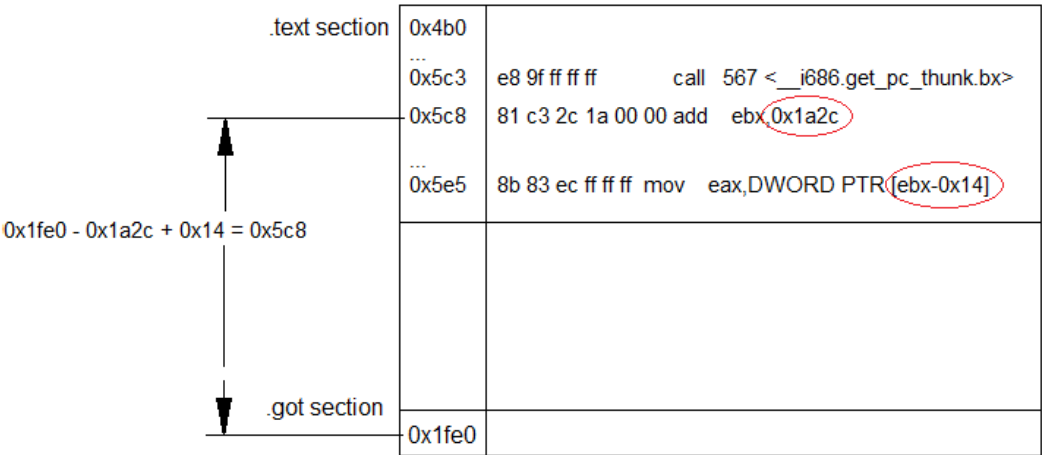 .text section 0x4b0
...
0x5c3 e8 9f ff ff ff call 567 <__i686.get_pc_thunk.bx>
0x5c8 81 c3 2c 1a 00 00 add ebx,0x1a2c
...
0x5e5 8b 83 ec ff ff ff mov eax,DWORD PTR [ebx-0x14]
0x1fe0 - 0x1a2c + 0x14 = 0x5c8
.got section
0x1fe0